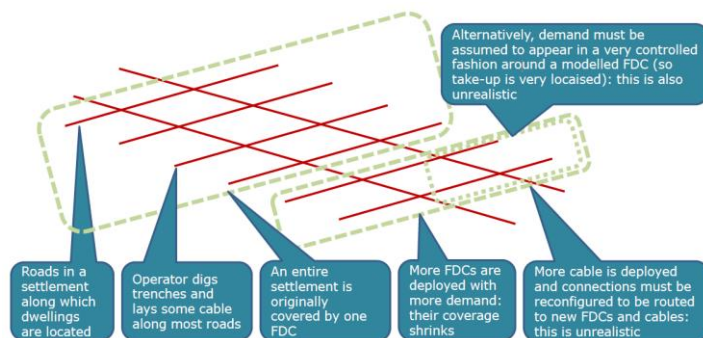 Alternatively, demand must be
assumed to appear in a very controlled
fashion around a modelled FDC (so
take-up is very locaised): this is also
unrealistic
Roads in a
settlement
along which
dwellings
are located
Operator digs
trenches and
lays some cable
along most roads
An entire
settlement is
originally
covered by one
FDC
More FDCs are
deployed with
more demand:
their coverage
shrinks
More cable is deployed
and connections must be
reconfigured to be routed
to new FDCs and cables:
this is unrealistic